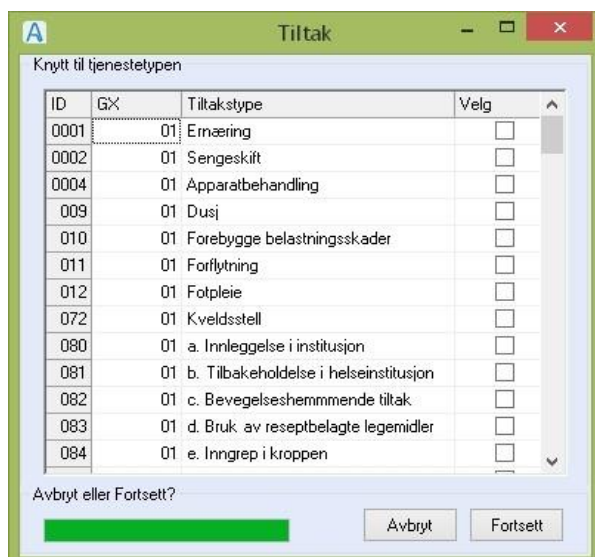 A Tiltak
Knytt til tjenestetypen
ID GX Tiltakstype Velg
0001 01 Ernæring
0002 01 Sengeskift
0004 01 Apparatbehandling
009 01 Dusj
010 01 Forebygge belastningsskader
011 01 Forflytning
012 01 Fotpleie
072 01 Kveldsstell
080 01 a. Innleggelse i institusjon
081 01 b. Tilbakeholdelse i helseinstitusjon
082 01 c. Bevegelseshemmmende tiltak
083 01 d. Bruk av reseptbelagte legemidler
084 01 e. Inngrep i kroppen
Avbryt eller Fortsett?
Avbryt Fortsett